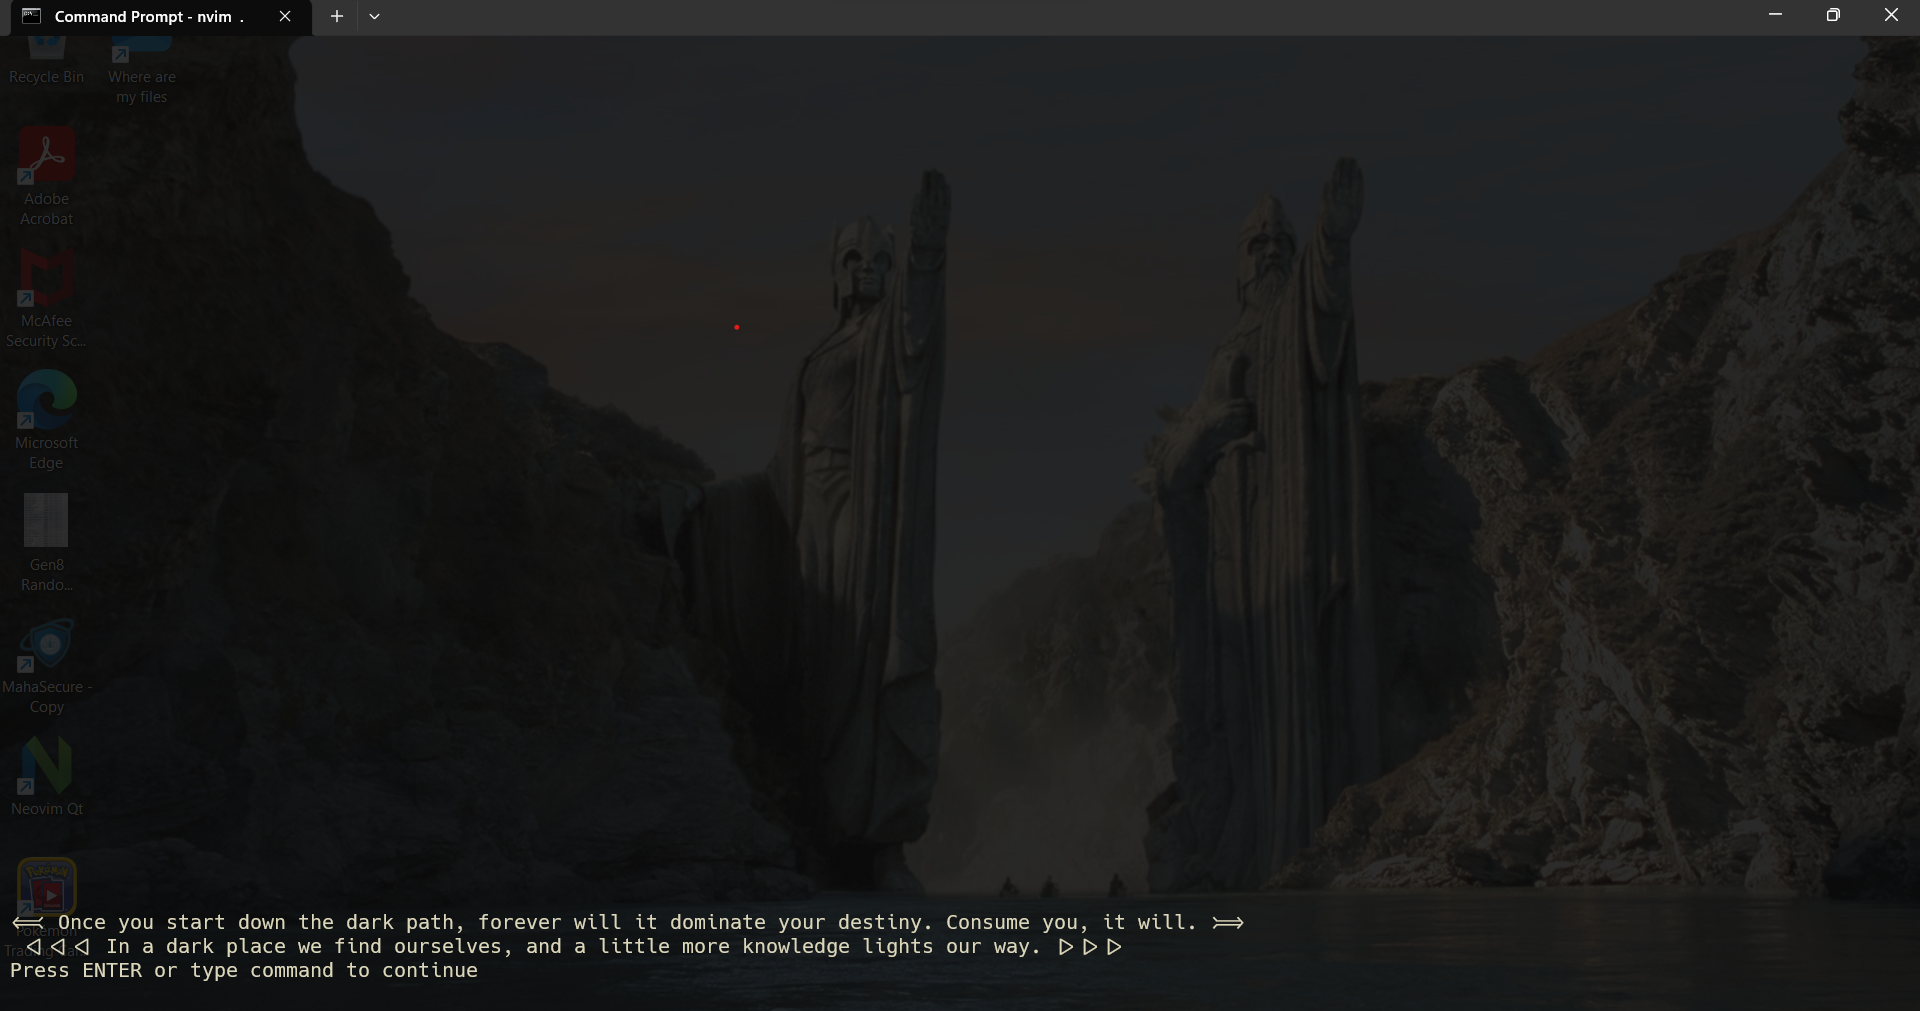 Command Prompt - nvim .
Recycle Bin
Where are
my files
Adobe
Acrobat
McAfee
Security Sc...
Microsoft
Edge
Gen8
Rando...
MahaSecure -
Copy
Neovim Qt
Pokémon
⟸ Once you start down the dark path, forever will it dominate your destiny. Consume you, it will. ⤚⟹
◁ ◁ ◁ In a dark place we find ourselves, and a little more knowledge lights our way. ▷ ▷ ▷
Press ENTER or type command to continue